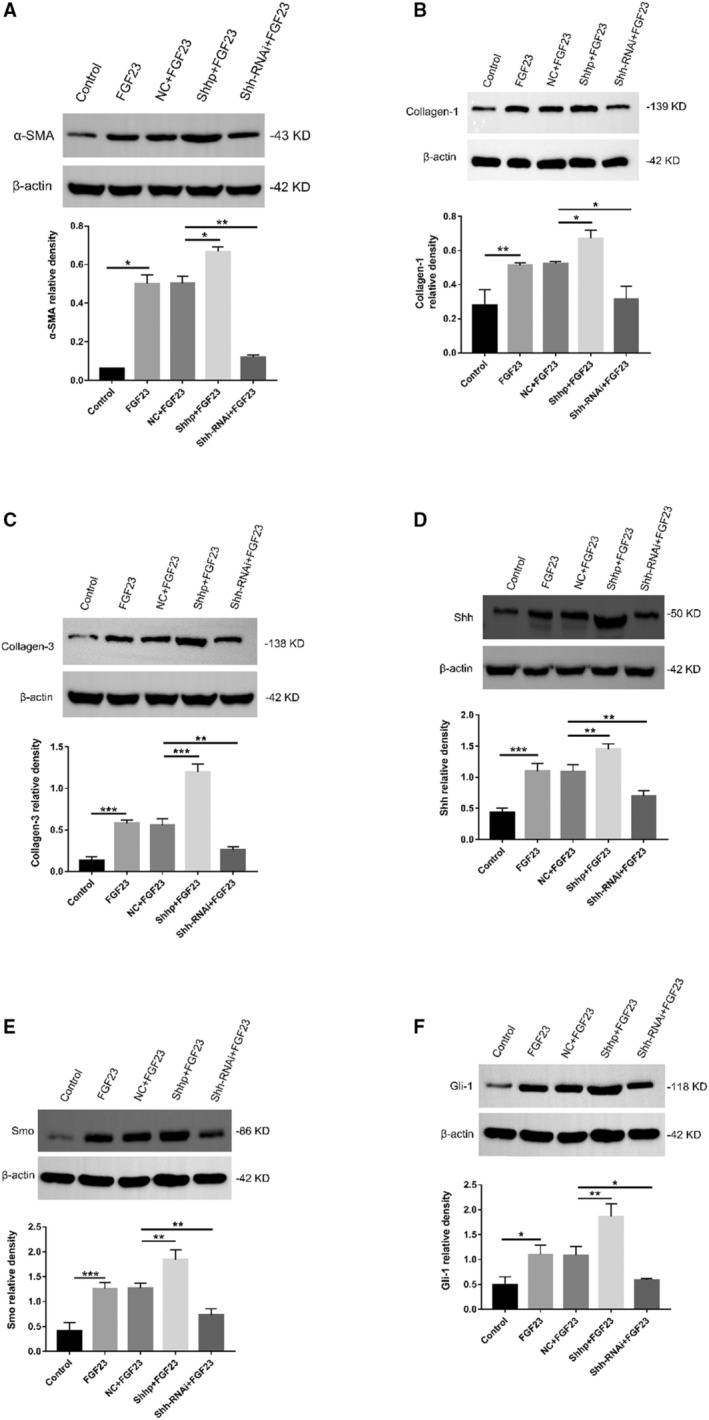 A
Control
FGF23
NC+FGF23
Shhp+FGF23
Shh-RNAi+FGF23
α-SMA
-43 KD
β-actin
-42 KD
α-SMA relative density
0.8
0.6
0.4
0.2
0.0
*
*
**
Control
FGF23
NC+FGF23
Shhp+FGF23
Shh-RNAi+FGF23
B
Control
FGF23
NC+FGF23
Shhp+FGF23
Shh-RNAi+FGF23
Collagen-1
-139 KD
β-actin
-42 KD
Collagen-1
relative density
0.8
0.6
0.4
0.2
0.0
**
*
*
Control
FGF23
NC+FGF23
Shhp+FGF23
Shh-RNAi+FGF23
C
Control
FGF23
NC+FGF23
Shhp+FGF23
Shh-RNAi+FGF23
Collagen-3
-138 KD
β-actin
-42 KD
Collagen-3 relative density
1.5
1.0
0.5
0.0
***
***
**
Control
FGF23
NC+FGF23
Shhp+FGF23
Shh-RNAi+FGF23
D
Control
FGF23
NC+FGF23
Shhp+FGF23
Shh-RNAi+FGF23
Shh
-50 KD
β-actin
-42 KD
Shh relative density
2.0
1.5
1.0
0.5
0.0
***
**
**
Control
FGF23
NC+FGF23
Shhp+FGF23
Shh-RNAi+FGF23
E
Control
FGF23
NC+FGF23
Shhp+FGF23
Shh-RNAi+FGF23
Smo
-86 KD
β-actin
-42 KD
Smo relative density
2.5
2.0
1.5
1.0
0.5
0.0
***
**
**
Control
FGF23
NC+FGF23
Shhp+FGF23
Shh-RNAi+FGF23
F
Control
FGF23
NC+FGF23
Shhp+FGF23
Shh-RNAi+FGF23
Gli-1
-118 KD
β-actin
-42 KD
Gli-1 relative density
2.5
2.0
1.5
1.0
0.5
0.0
*
**
*
Control
FGF23
NC+FGF23
Shhp+FGF23
Shh-RNAi+FGF23